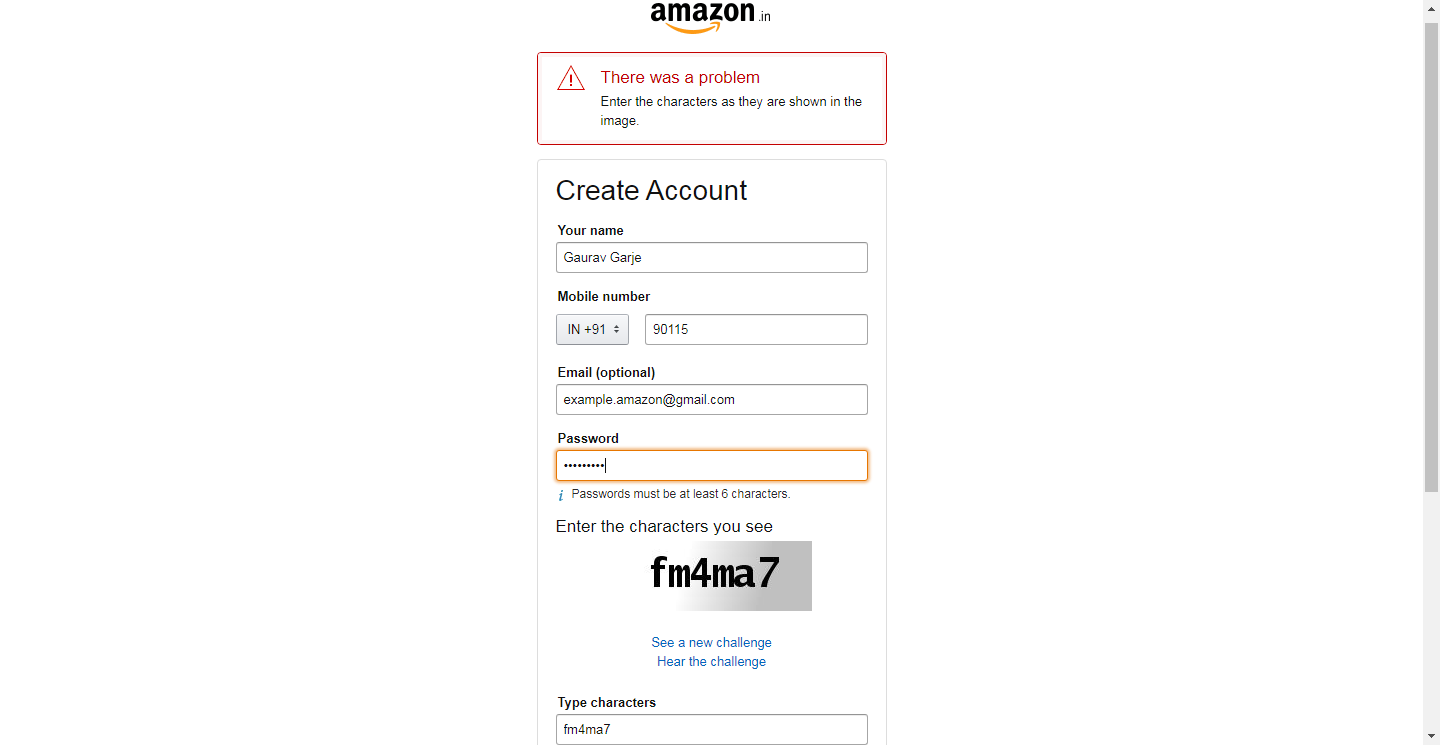 amazon.in
There was a problem
Enter the characters as they are shown in the
image.
Create Account
Your name
Gaurav Garje
Mobile number
IN +91 90115
Email (optional)
example.amazon@gmail.com
Password
•••••••••
i Passwords must be at least 6 characters.
Enter the characters you see
fm4ma7
See a new challenge
Hear the challenge
Type characters
fm4ma7